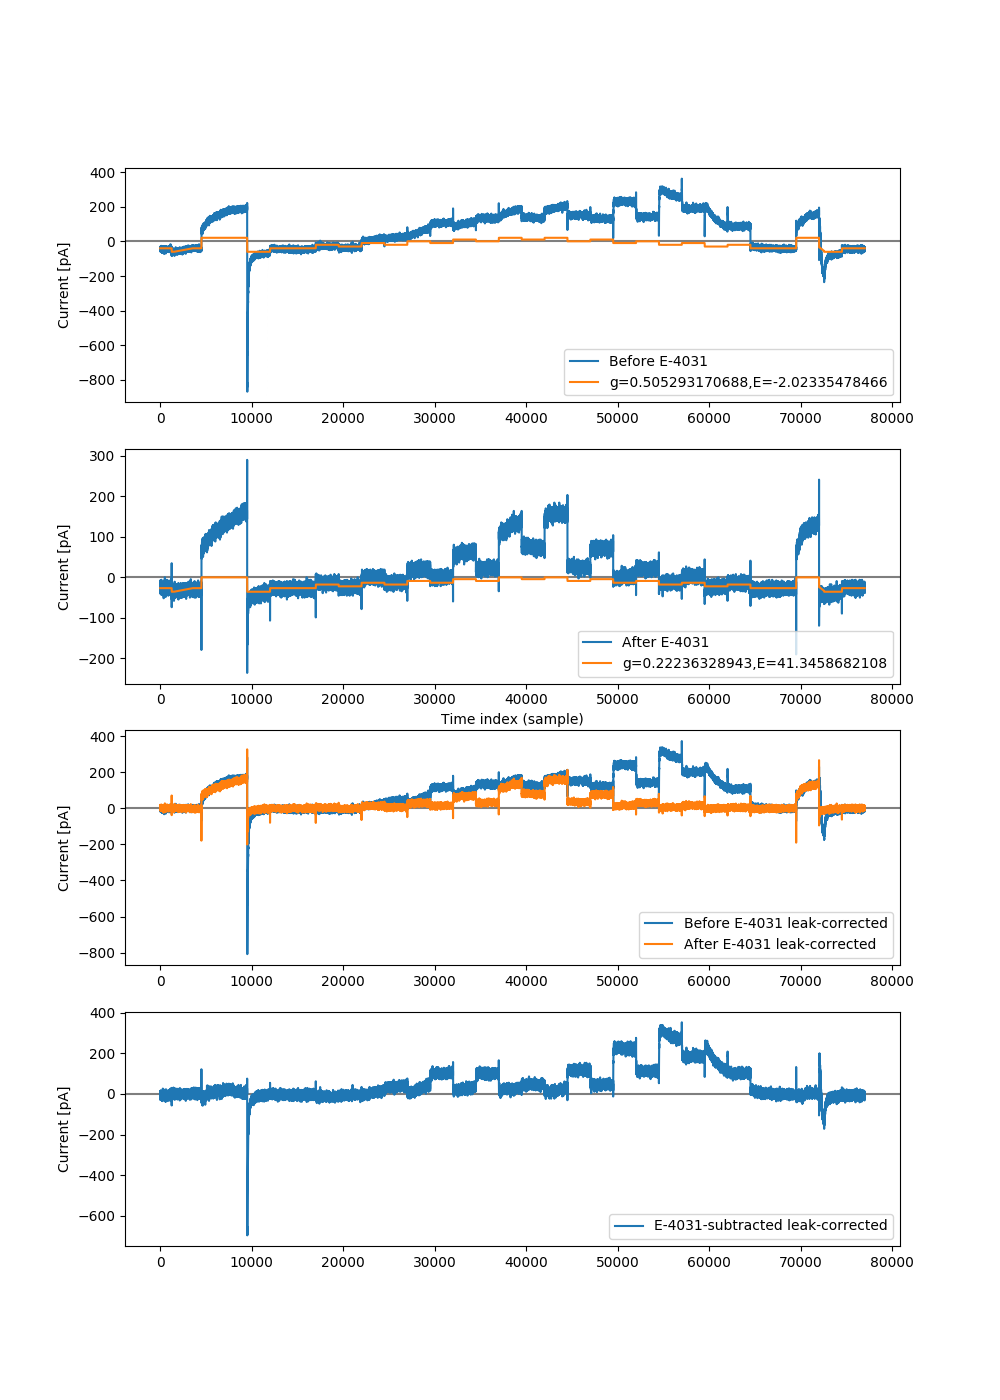 400
200
0
−200
−400
−600
−800
Current [pA]
Before E-4031
g=0.505293170688,E=-2.02335478466
0 10000 20000 30000 40000 50000 60000 70000 80000
300
200
100
0
−100
−200
Current [pA]
After E-4031
g=0.22236328943,E=41.3458682108
0 10000 20000 30000 40000 50000 60000 70000 80000
Time index (sample)
400
200
0
−200
−400
−600
−800
Current [pA]
Before E-4031 leak-corrected
After E-4031 leak-corrected
0 10000 20000 30000 40000 50000 60000 70000 80000
400
200
0
−200
−400
−600
Current [pA]
E-4031-subtracted leak-corrected
0 10000 20000 30000 40000 50000 60000 70000 80000